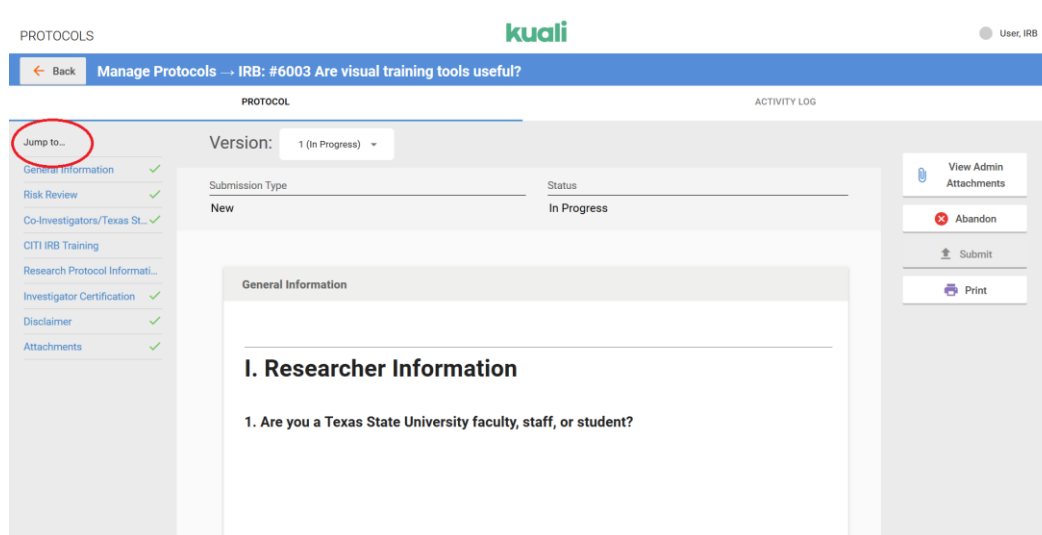 PROTOCOLS
kuali
User, IRB
Back
Manage Protocols → IRB: #6003 Are visual training tools useful?
PROTOCOL
ACTIVITY LOG
Jump to...
General Information
Risk Review
Co-Investigators/Texas St...
CITI IRB Training
Research Protocol Informati...
Investigator Certification
Disclaimer
Attachments
Version:
1 (In Progress)
Submission Type
Status
New
In Progress
General Information
I. Researcher Information
1. Are you a Texas State University faculty, staff, or student?
View Admin
Attachments
Abandon
Submit
Print